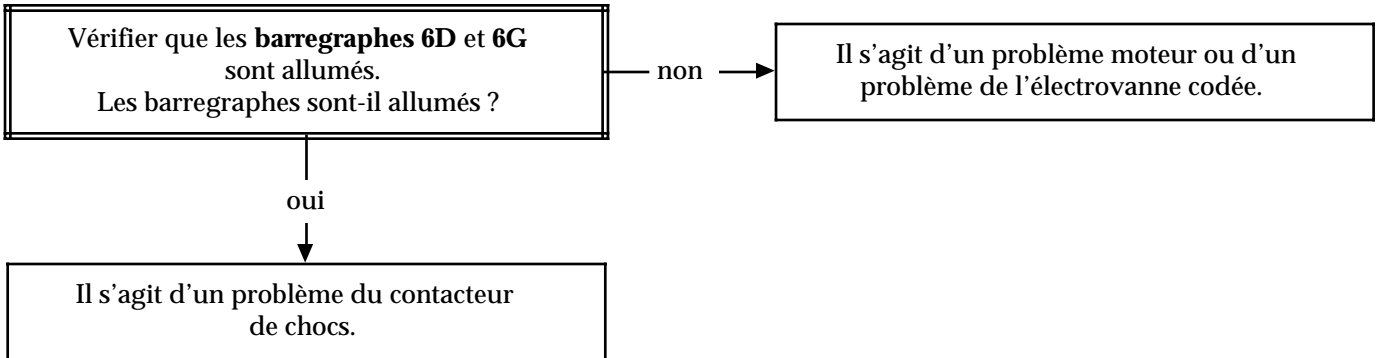 Vérifier que les barregraphes 6D et 6G
sont allumés.
Les barregraphes sont-il allumés ?
non
Il s’agit d’un problème moteur ou d’un
problème de l’électrovanne codée.
oui
Il s’agit d’un problème du contacteur
de chocs.